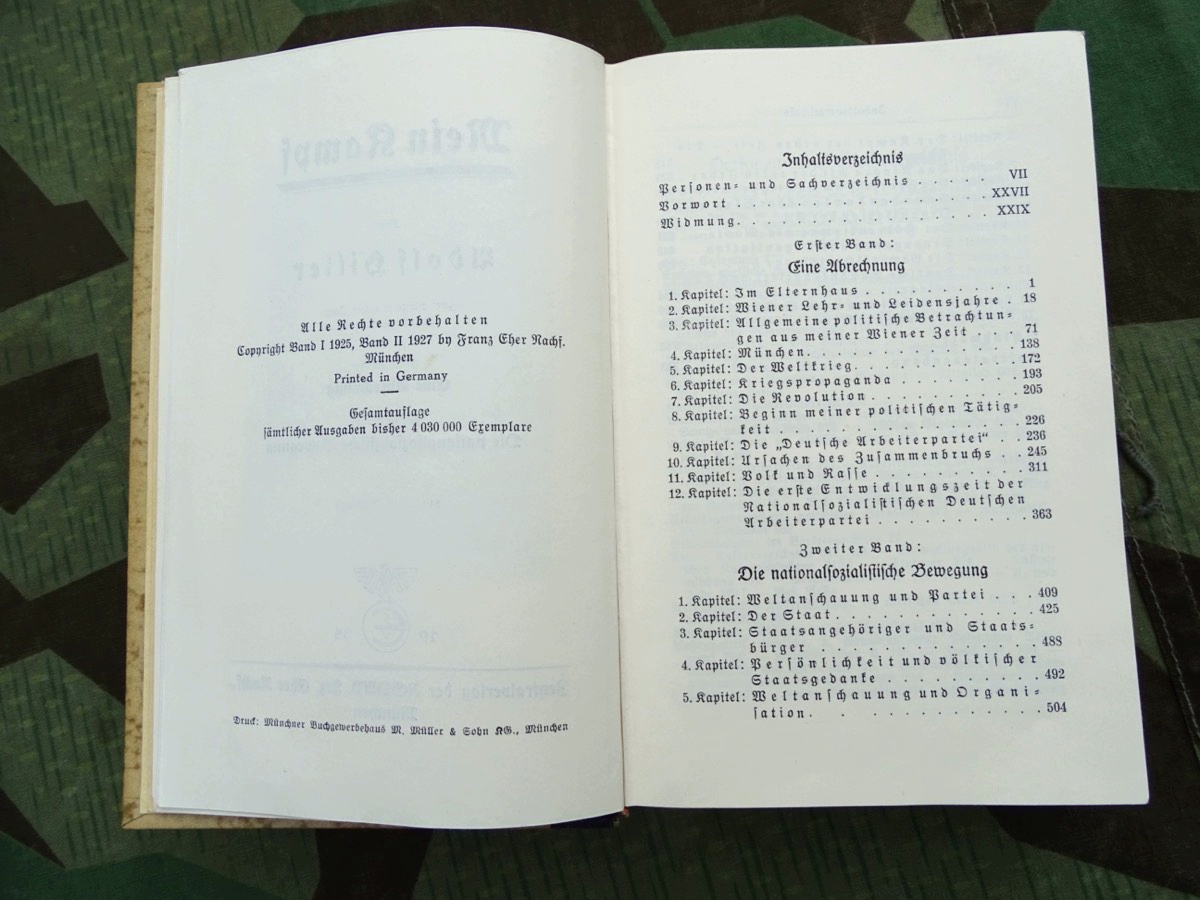 Alle Rechte vorbehalten
Copyright Band I 1925, Band II 1927 by Franz Eher Nachf.
München
Printed in Germany
Gesamtauflage
sämtlicher Ausgaben bisher 4 030 000 Exemplare
Druck: Münchner Buchgewerbehaus M. Müller & Sohn KG., München
Inhaltsverzeichnis
Personen- und Sachverzeichnis . . . . . VII
Vorwort . . . . . . . . . . . . . . . . . XXVII
Widmung. . . . . . . . . . . . . . . . . XXIX
Erster Band:
Eine Abrechnung
1. Kapitel: Im Elternhaus . . . . . . . . . . 1
2. Kapitel: Wiener Lehr- und Leidensjahre . 18
3. Kapitel: Allgemeine politische Betrachtun-
gen aus meiner Wiener Zeit . . . 71
4. Kapitel: München. . . . . . . . . . . . . 138
5. Kapitel: Der Weltkrieg. . . . . . . . . . 172
6. Kapitel: Kriegspropaganda . . . . . . . . 193
7. Kapitel: Die Revolution . . . . . . . . . 205
8. Kapitel: Beginn meiner politischen Tätig-
keit . . . . . . . . . . . . . . 226
9. Kapitel: Die „Deutsche Arbeiterpartei“ . . 236
10. Kapitel: Ursachen des Zusammenbruchs . . 245
11. Kapitel: Volk und Rasse . . . . . . . . . 311
12. Kapitel: Die erste Entwicklungszeit der
Nationalsozialistischen Deutschen
Arbeiterpartei . . . . . . . . . . 363
Zweiter Band:
Die nationalsozialistische Bewegung
1. Kapitel: Weltanschauung und Partei . . . 409
2. Kapitel: Der Staat. . . . . . . . . . . . 425
3. Kapitel: Staatsangehöriger und Staats-
bürger . . . . . . . . . . . . . 488
4. Kapitel: Persönlichkeit und völkischer
Staatsgedanke . . . . . . . . . . 492
5. Kapitel: Weltanschauung und Organi-
sation. . . . . . . . . . . . . . 504